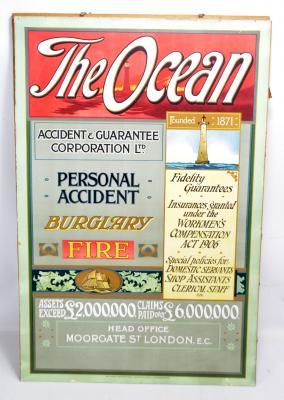 The Ocean
Founded 1871
ACCIDENT & GUARANTEE
CORPORATION LTD
PERSONAL
ACCIDENT
BURGLARY
FIRE
Fidelity
Guarantees
Insurances granted
under the
WORKMEN'S
COMPENSATION
ACT 1906
Special policies for
DOMESTIC SERVANTS
SHOP ASSISTANTS
CLERICAL STAFF
ASSETS EXCEED £2,000,000 CLAIMS PAID OVER £6,000,000
HEAD OFFICE
MOORGATE ST LONDON. E.C.